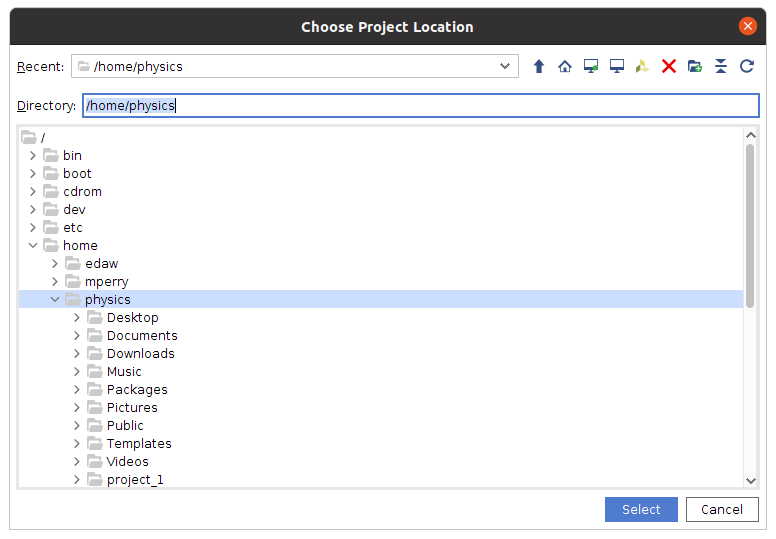 Choose Project Location
Recent: /home/physics
Directory: /home/physics
/
bin
boot
cdrom
dev
etc
home
edaw
mperry
physics
Desktop
Documents
Downloads
Music
Packages
Pictures
Public
Templates
Videos
project_1
Select Cancel